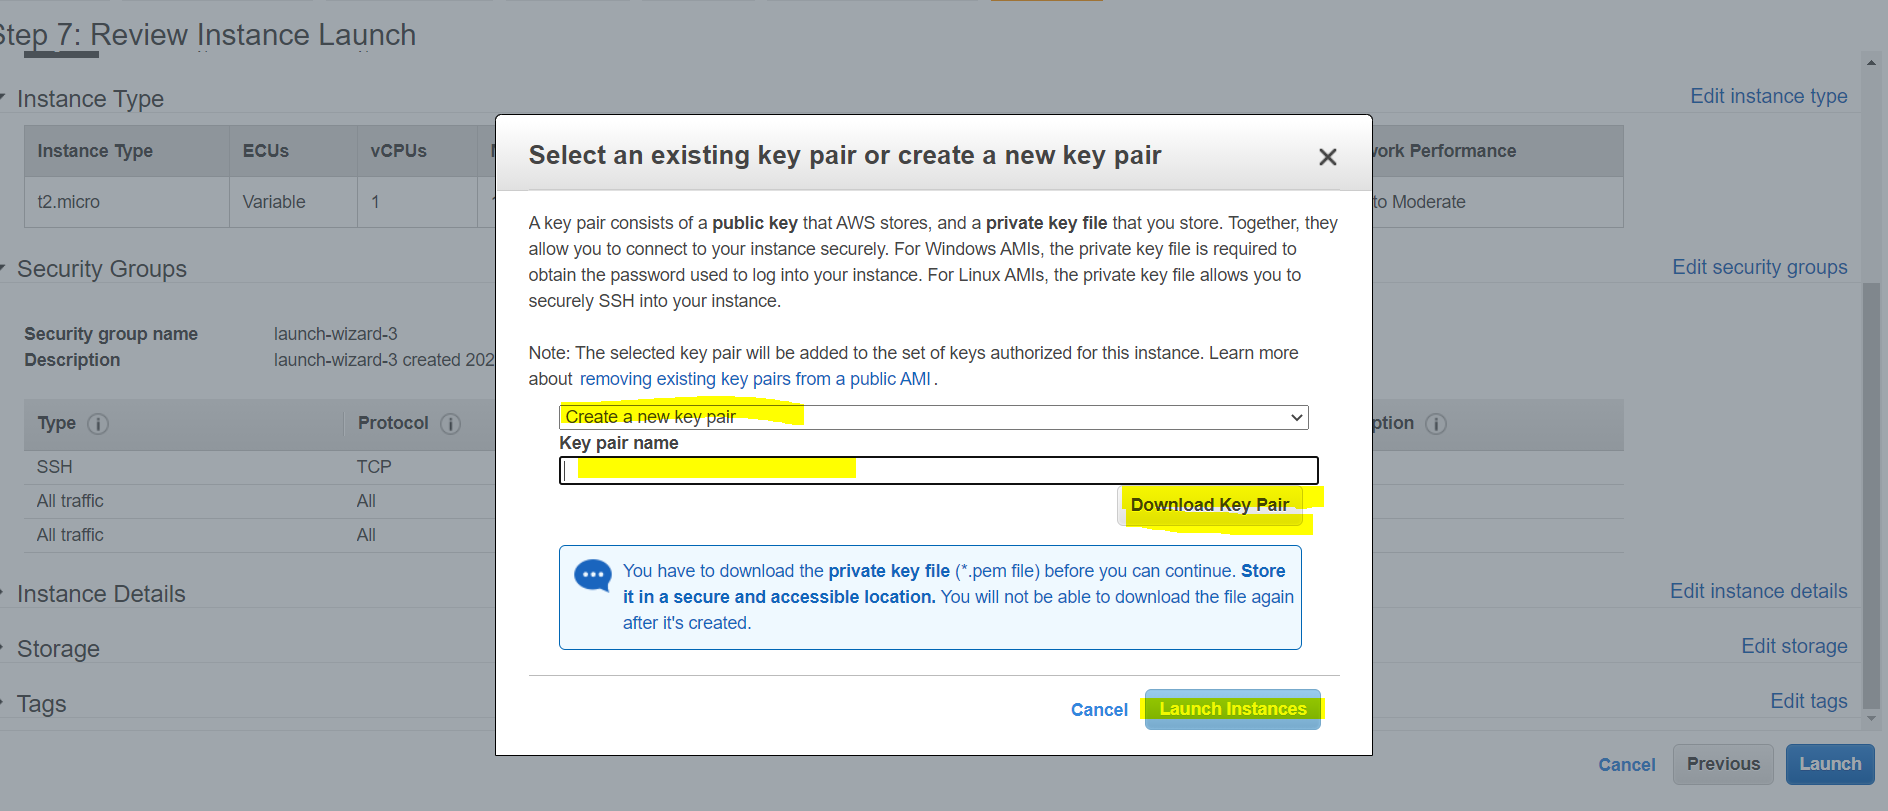 Step 7: Review Instance Launch
Instance Type
Edit instance type
Instance Type ECUs vCPUs work Performance
t2.micro Variable 1 to Moderate
Security Groups
Edit security groups
Security group name launch-wizard-3
Description launch-wizard-3 created 202
Type Protocol ption
SSH TCP
All traffic All
All traffic All
Instance Details
Edit instance details
Storage
Edit storage
Tags
Edit tags
Cancel Previous Launch
Select an existing key pair or create a new key pair
A key pair consists of a public key that AWS stores, and a private key file that you store. Together, they
allow you to connect to your instance securely. For Windows AMIs, the private key file is required to
obtain the password used to log into your instance. For Linux AMIs, the private key file allows you to
securely SSH into your instance.
Note: The selected key pair will be added to the set of keys authorized for this instance. Learn more
about removing existing key pairs from a public AMI .
Create a new key pair
Key pair name
Download Key Pair
You have to download the private key file (*.pem file) before you can continue. Store
it in a secure and accessible location. You will not be able to download the file again
after it's created.
Cancel Launch Instances